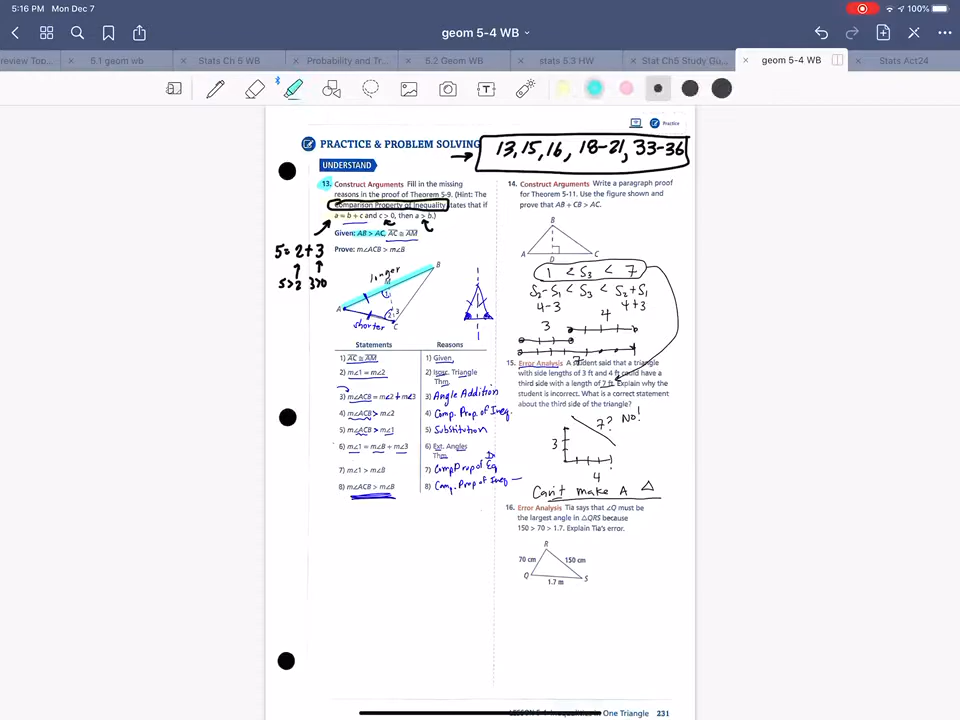 5:16 PM Mon Dec 7
100%
geom 5-4 WB
review Top...
5.1 geom wb
Stats Ch 5 WB
Probability and Tr...
5.2 Geom WB
stats 5.3 HW
Stat Ch5 Study Gu...
geom 5-4 WB
Stats Act24
Practice
PRACTICE & PROBLEM SOLVING
13, 15, 16, 18-21, 33-36
UNDERSTAND
13. Construct Arguments Fill in the missing
reasons in the proof of Theorem 5-9. (Hint: The
Comparison Property of Inequality states that if
a = b + c and c > 0, then a > b.)
Given: AB > AC, AC ≅ AM
Prove: m∠ACB > m∠B
5=2+3
5>2 3>0
longer
shorter
A
B
C
M
1
2
3
Statements
Reasons
1) AC ≅ AM
1) Given
2) m∠1 = m∠2
2) Isos. Triangle
Thm.
3) m∠ACB = m∠2 + m∠3
3) Angle Addition
4) m∠ACB > m∠2
4) Comp. Prop. of Ineq.
5) m∠ACB > m∠1
5) Substitution
6) m∠1 = m∠B + m∠3
6) Ext. Angles
Thm
7) m∠1 > m∠B
7) Comp Prop of Eq
8) m∠ACB > m∠B
8) Comp. Prop of Ineq
14. Construct Arguments Write a paragraph proof
for Theorem 5-11. Use the figure shown and
prove that AB + CB > AC.
B
A
D
C
1 < S3 < 7
S2-S1 < S3 < S2+S1
4-3
4+3
3
4
7
15. Error Analysis A student said that a triangle
with side lengths of 3 ft and 4 ft could have a
third side with a length of 7 ft. Explain why the
student is incorrect. What is a correct statement
about the third side of the triangle?
7? No!
3
4
Can't make A △
16. Error Analysis Tia says that ∠Q must be
the largest angle in △QRS because
150 > 70 > 1.7. Explain Tia's error.
R
70 cm
150 cm
Q
S
1.7 m
LESSON 5-4 Inequalities in One Triangle 231